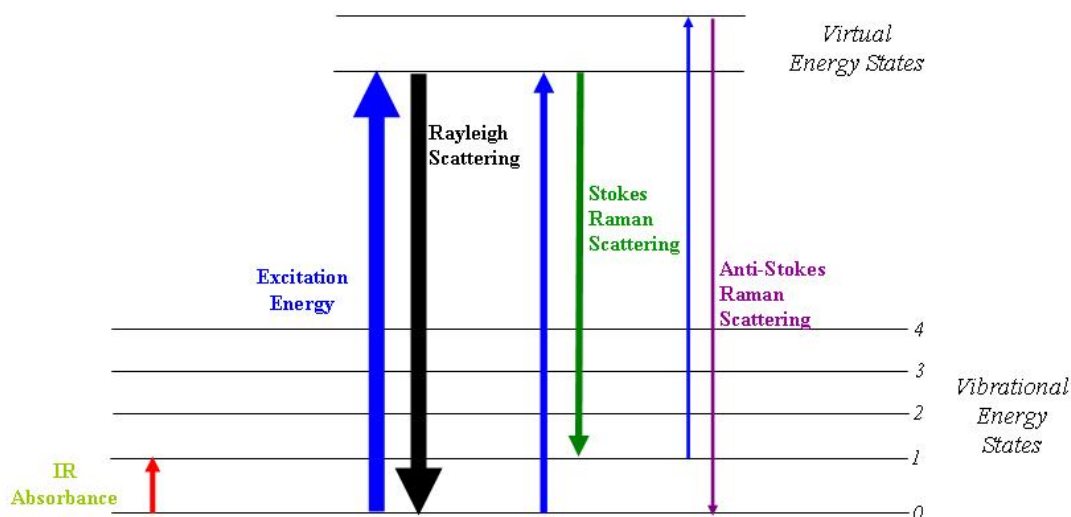 Virtual
Energy States
Rayleigh
Scattering
Stokes
Raman
Scattering
Excitation
Energy
Anti-Stokes
Raman
Scattering
4
3
2
1
0
Vibrational
Energy
States
IR
Absorbance